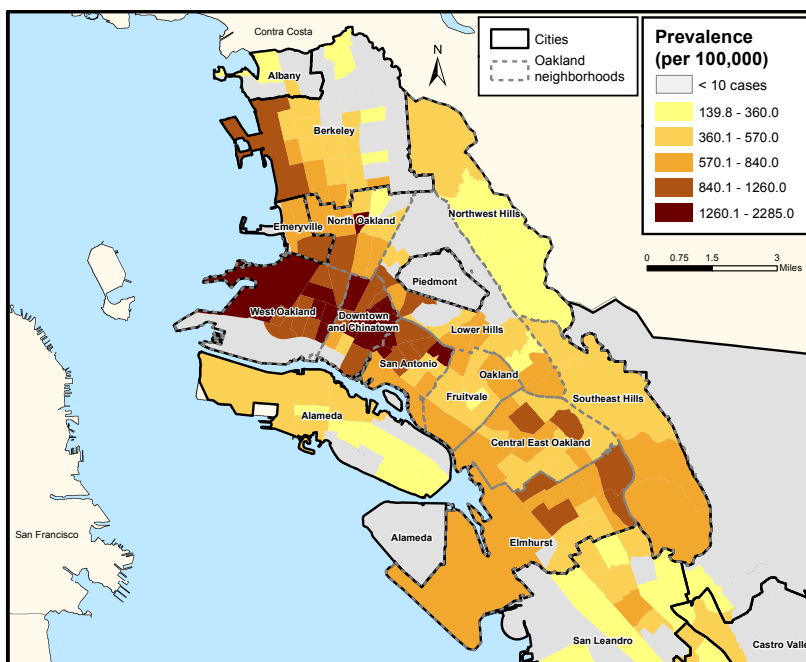 Contra Costa
Albany
Berkeley
N
Cities
Oakland
neighborhoods
Prevalence
(per 100,000)
< 10 cases
139.8 - 360.0
360.1 - 570.0
570.1 - 840.0
840.1 - 1260.0
1260.1 - 2285.0
0 0.75 1.5 3
Miles
Northwest Hills
North Oakland
Emeryville
Piedmont
West Oakland
Downtown
and Chinatown
Lower Hills
San Antonio
Oakland
Fruitvale
Southeast Hills
Alameda
Central East Oakland
San Francisco
Alameda
Elmhurst
San Leandro
Castro Valle